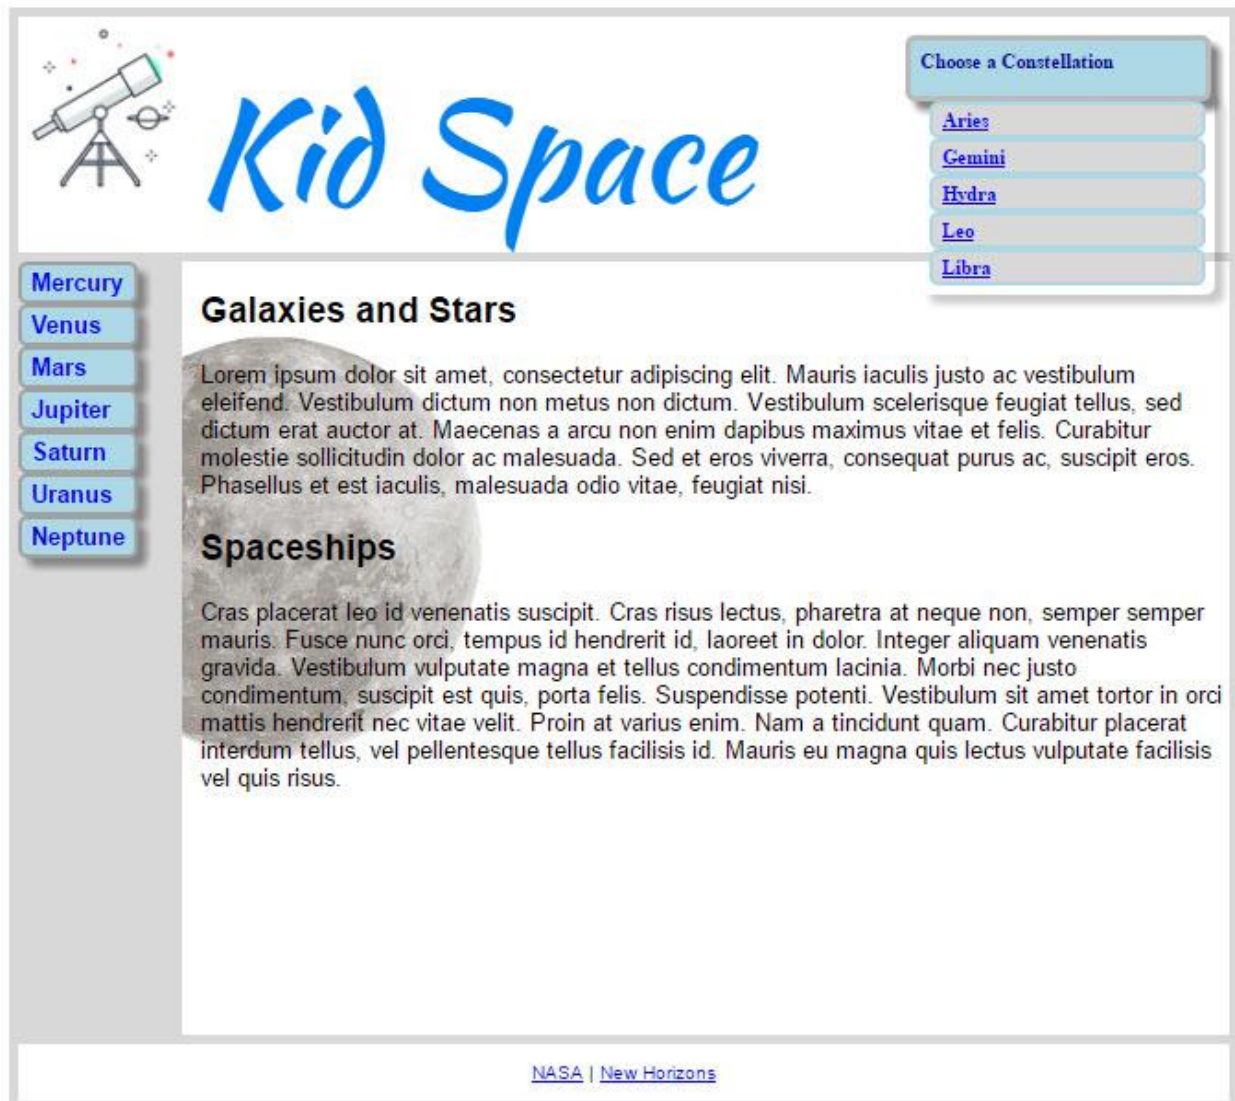 Kid Space
Choose a Constellation
Aries
Gemini
Hydra
Leo
Libra
Mercury
Venus
Mars
Jupiter
Saturn
Uranus
Neptune
Galaxies and Stars
Lorem ipsum dolor sit amet, consectetur adipiscing elit. Mauris iaculis justo ac vestibulum
eleifend. Vestibulum dictum non metus non dictum. Vestibulum scelerisque feugiat tellus, sed
dictum erat auctor at. Maecenas a arcu non enim dapibus maximus vitae et felis. Curabitur
molestie sollicitudin dolor ac malesuada. Sed et eros viverra, consequat purus ac, suscipit eros.
Phasellus et est iaculis, malesuada odio vitae, feugiat nisi.
Spaceships
Cras placerat leo id venenatis suscipit. Cras risus lectus, pharetra at neque non, semper semper
mauris. Fusce nunc orci, tempus id hendrerit id, laoreet in dolor. Integer aliquam venenatis
gravida. Vestibulum vulputate magna et tellus condimentum lacinia. Morbi nec justo
condimentum, suscipit est quis, porta felis. Suspendisse potenti. Vestibulum sit amet tortor in orci
mattis hendrerit nec vitae velit. Proin at varius enim. Nam a tincidunt quam. Curabitur placerat
interdum tellus, vel pellentesque tellus facilisis id. Mauris eu magna quis lectus vulputate facilisis
vel quis risus.
NASA | New Horizons